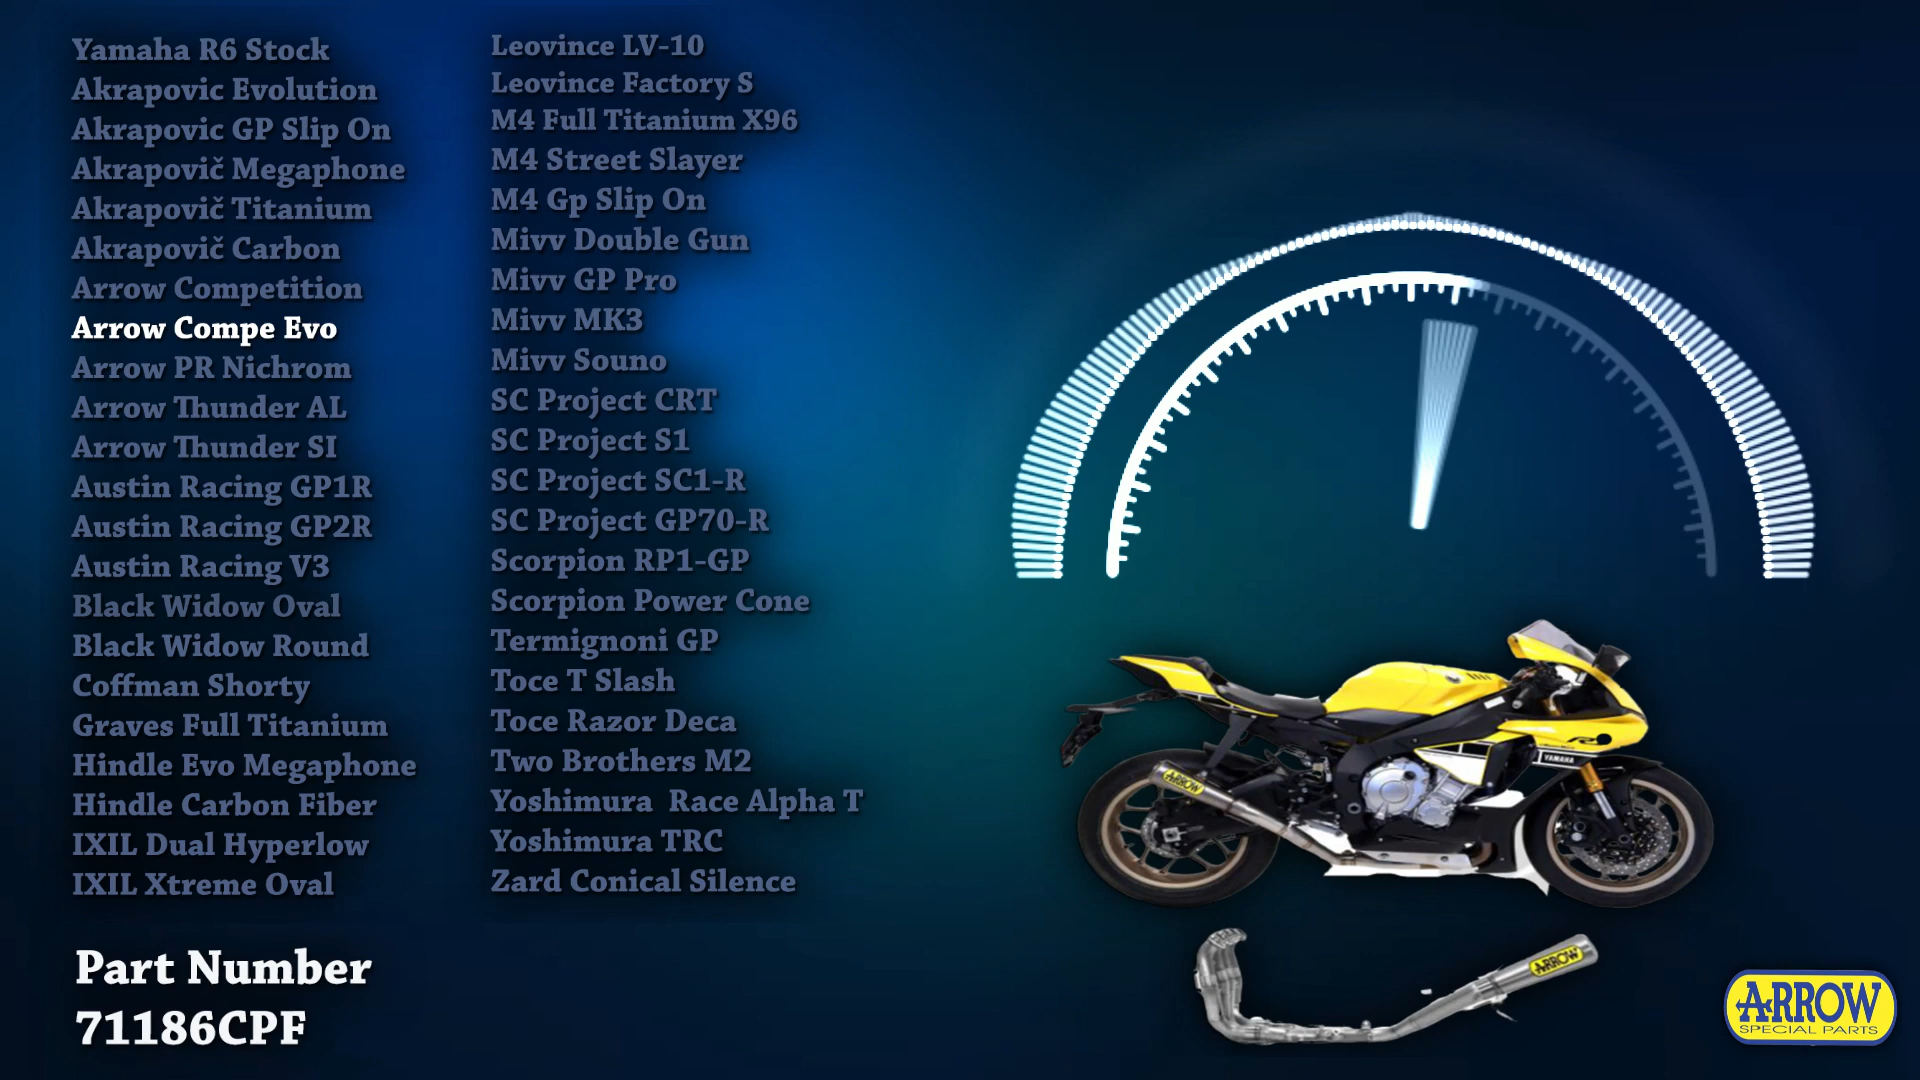 Yamaha R6 Stock
Akrapovic Evolution
Akrapovic GP Slip On
Akrapovič Megaphone
Akrapovič Titanium
Akrapovič Carbon
Arrow Competition
Arrow Compe Evo
Arrow PR Nichrom
Arrow Thunder AL
Arrow Thunder SI
Austin Racing GP1R
Austin Racing GP2R
Austin Racing V3
Black Widow Oval
Black Widow Round
Coffman Shorty
Graves Full Titanium
Hindle Evo Megaphone
Hindle Carbon Fiber
IXIL Dual Hyperlow
IXIL Xtreme Oval
Leovince LV-10
Leovince Factory S
M4 Full Titanium X96
M4 Street Slayer
M4 Gp Slip On
Mivv Double Gun
Mivv GP Pro
Mivv MK3
Mivv Souno
SC Project CRT
SC Project S1
SC Project SC1-R
SC Project GP70-R
Scorpion RP1-GP
Scorpion Power Cone
Termignoni GP
Toce T Slash
Toce Razor Deca
Two Brothers M2
Yoshimura  Race Alpha T
Yoshimura TRC
Zard Conical Silence
Part Number
71186CPF
YAMAHA
ARROW
ARROW
ARROW
SPECIAL PARTS